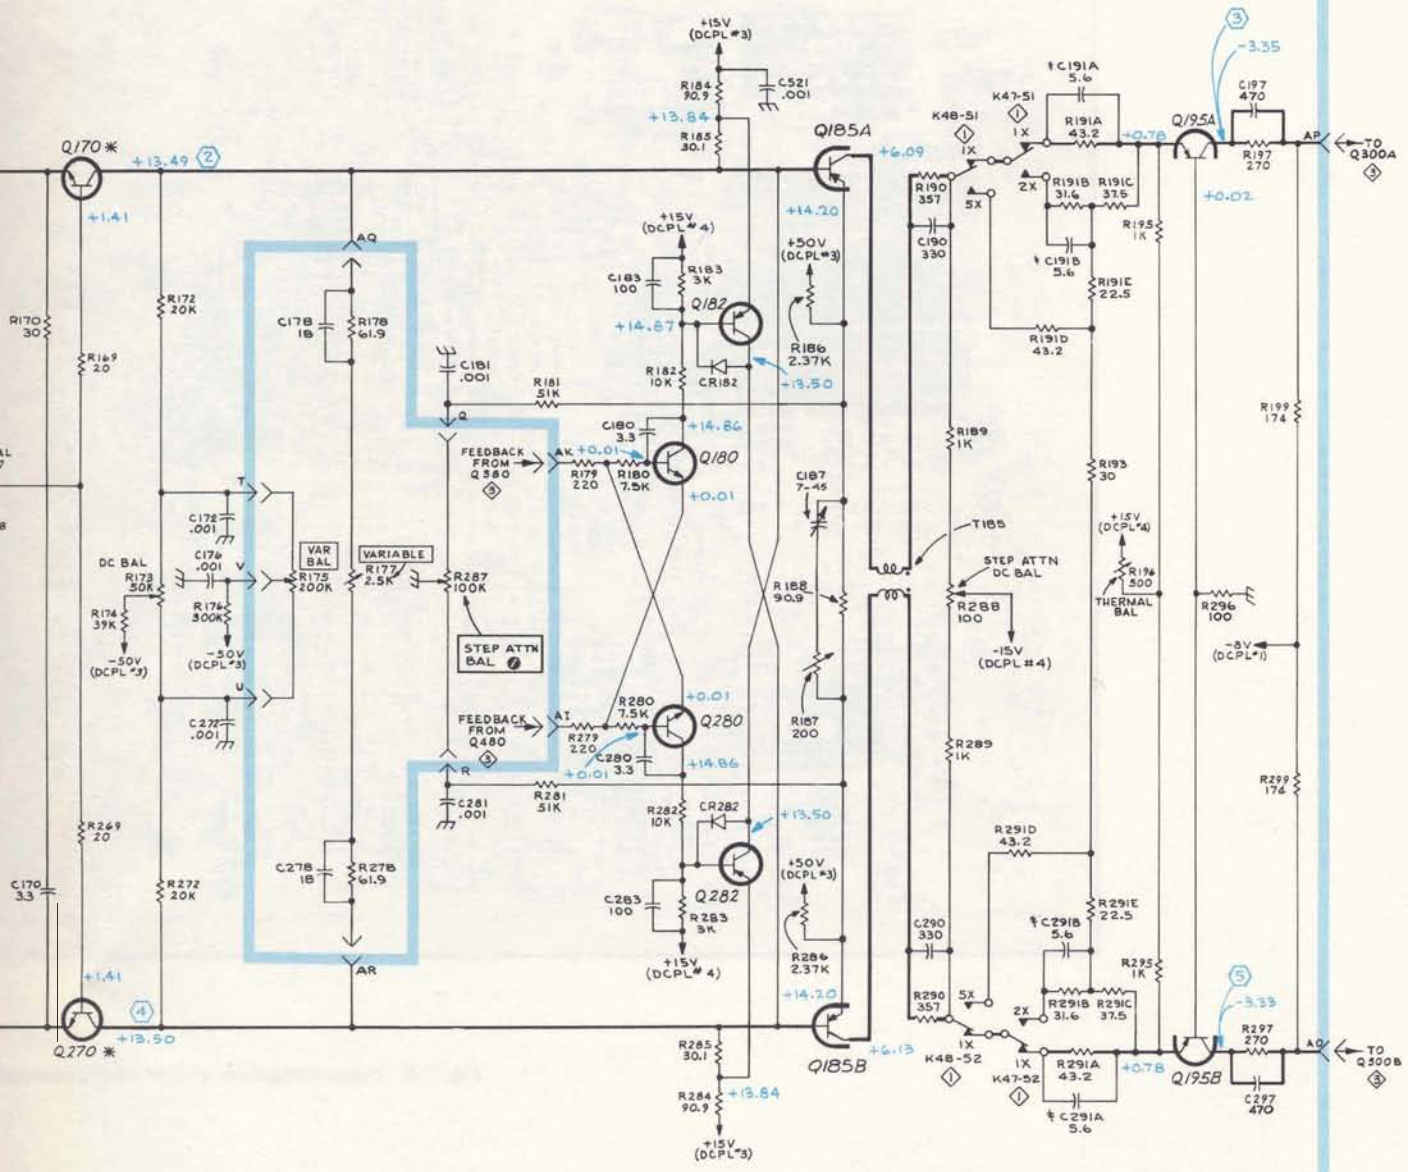 +15V
(DCPL #3)
R184
90.9
C521
.001
+13.84
R185
30.1
Q185A
+6.09
+14.20
Q170 *
+13.49
2
+1.41
R170
30
R169
20
R172
20K
AQ
C178
18
R178
61.9
+15V
(DCPL #4)
C183
100
R183
3K
Q182
+14.87
+50V
(DCPL #3)
R186
2.37K
R182
10K
CR182
+13.50
C181
.001
R181
51K
Q
C180
3.3
+14.86
FEEDBACK
FROM
Q380
3
AK
+0.01
R179
220
R180
7.5K
Q180
+0.01
C187
7-45
T
C172
.001
DC BAL
R173
50K
C176
.001
V
VAR
BAL
R175
200K
VARIABLE
R177
2.5K
R287
100K
R174
39K
-50V
(DCPL #3)
R176
300K
-50V
(DCPL #3)
STEP ATTN
BAL
R188
90.9
T185
STEP ATTN
DC BAL
R288
100
-15V
(DCPL #4)
U
C272
.001
FEEDBACK
FROM
Q480
3
AI
R279
220
R280
7.5K
+0.01
Q280
+0.01
C280
3.3
+14.86
R187
200
R
C281
.001
R281
51K
R282
10K
CR282
+13.50
R269
20
C170
3.3
R272
20K
C278
18
R278
61.9
AR
C283
100
R283
3K
Q282
+15V
(DCPL #4)
+50V
(DCPL #3)
R286
2.37K
+14.20
+1.41
4
Q270 *
+13.50
R285
30.1
R284
90.9
+13.84
+15V
(DCPL #3)
Q185B
+6.13
3
-3.35
C191A
5.6
K47-51
1
K48-51
1
1X
1X
R191A
43.2
+0.78
Q195A
C197
470
R197
270
AP
TO
Q300A
3
R190
357
5X
2X
R191B
31.6
R191C
37.5
+0.02
C190
330
C191B
5.6
R195
1K
R191E
22.5
R191D
43.2
R199
174
R189
1K
R193
30
+15V
(DCPL #4)
R196
500
THERMAL
BAL
R296
100
-8V
(DCPL #1)
R289
1K
R299
174
R291D
43.2
R291E
22.5
C290
330
C291B
5.6
R295
1K
R290
357
5X
2X
R291B
31.6
R291C
37.5
5
-3.33
1X
K48-52
1
1X
K47-52
1
R291A
43.2
+0.78
Q195B
R297
270
C297
470
AO
TO
Q300B
3
C291A
5.6